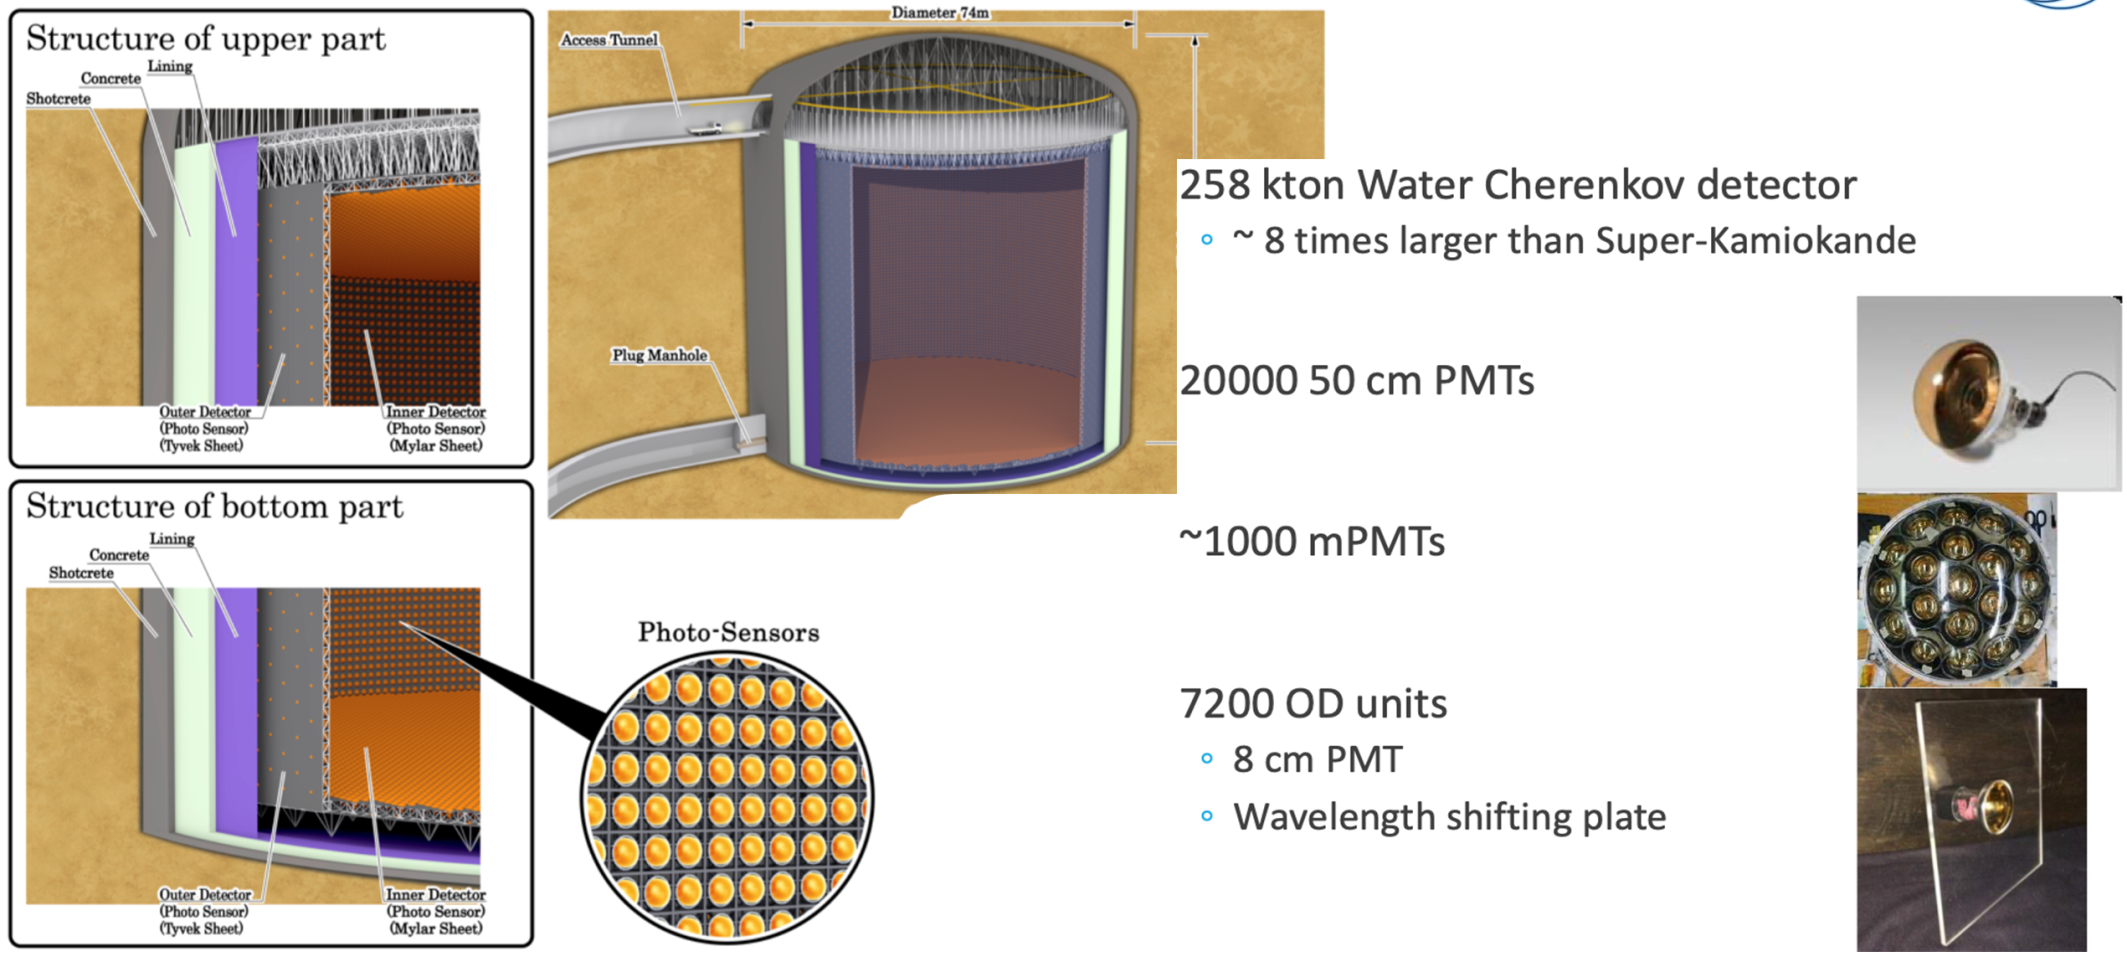 Structure of upper part
Lining
Concrete
Shotcrete
Outer Detector
(Photo Sensor)
(Tyvek Sheet)
Inner Detector
(Photo Sensor)
(Mylar Sheet)
Structure of bottom part
Lining
Concrete
Shotcrete
Outer Detector
(Photo Sensor)
(Tyvek Sheet)
Inner Detector
(Photo Sensor)
(Mylar Sheet)
Diameter 74m
Access Tunnel
Plug Manhole
Photo-Sensors
258 kton Water Cherenkov detector
~ 8 times larger than Super-Kamiokande
20000 50 cm PMTs
~1000 mPMTs
7200 OD units
8 cm PMT
Wavelength shifting plate